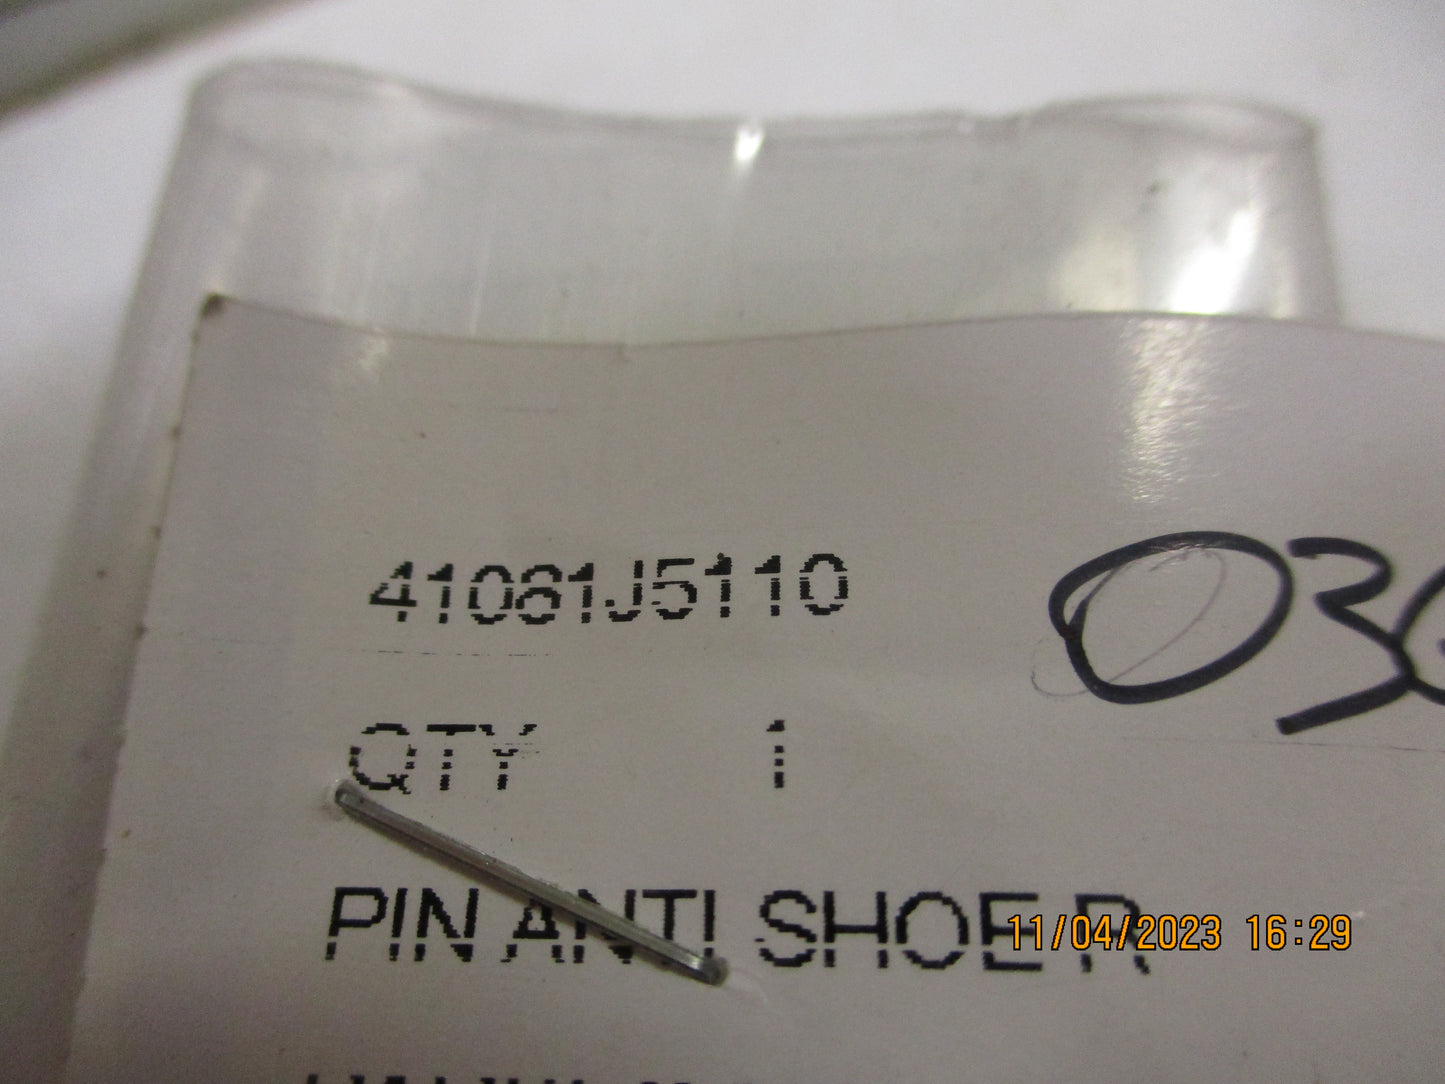 41081J5110
03
QTY 1
PIN ANTI SHOE R
11/04/2023 16:29